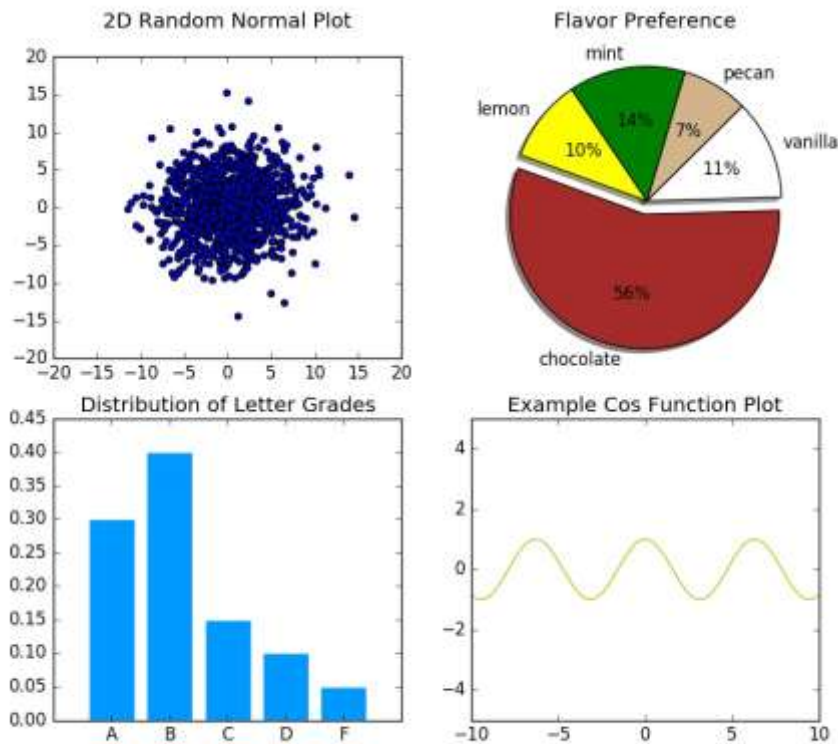 2D Random Normal Plot
20
15
10
5
0
−5
−10
−15
−20
−20 −15 −10 −5 0 5 10 15 20
Flavor Preference
mint
pecan
lemon
14%
7%
vanilla
10%
11%
56%
chocolate
Distribution of Letter Grades
0.45
0.40
0.35
0.30
0.25
0.20
0.15
0.10
0.05
0.00
A B C D F
Example Cos Function Plot
4
2
0
−2
−4
−10 −5 0 5 10